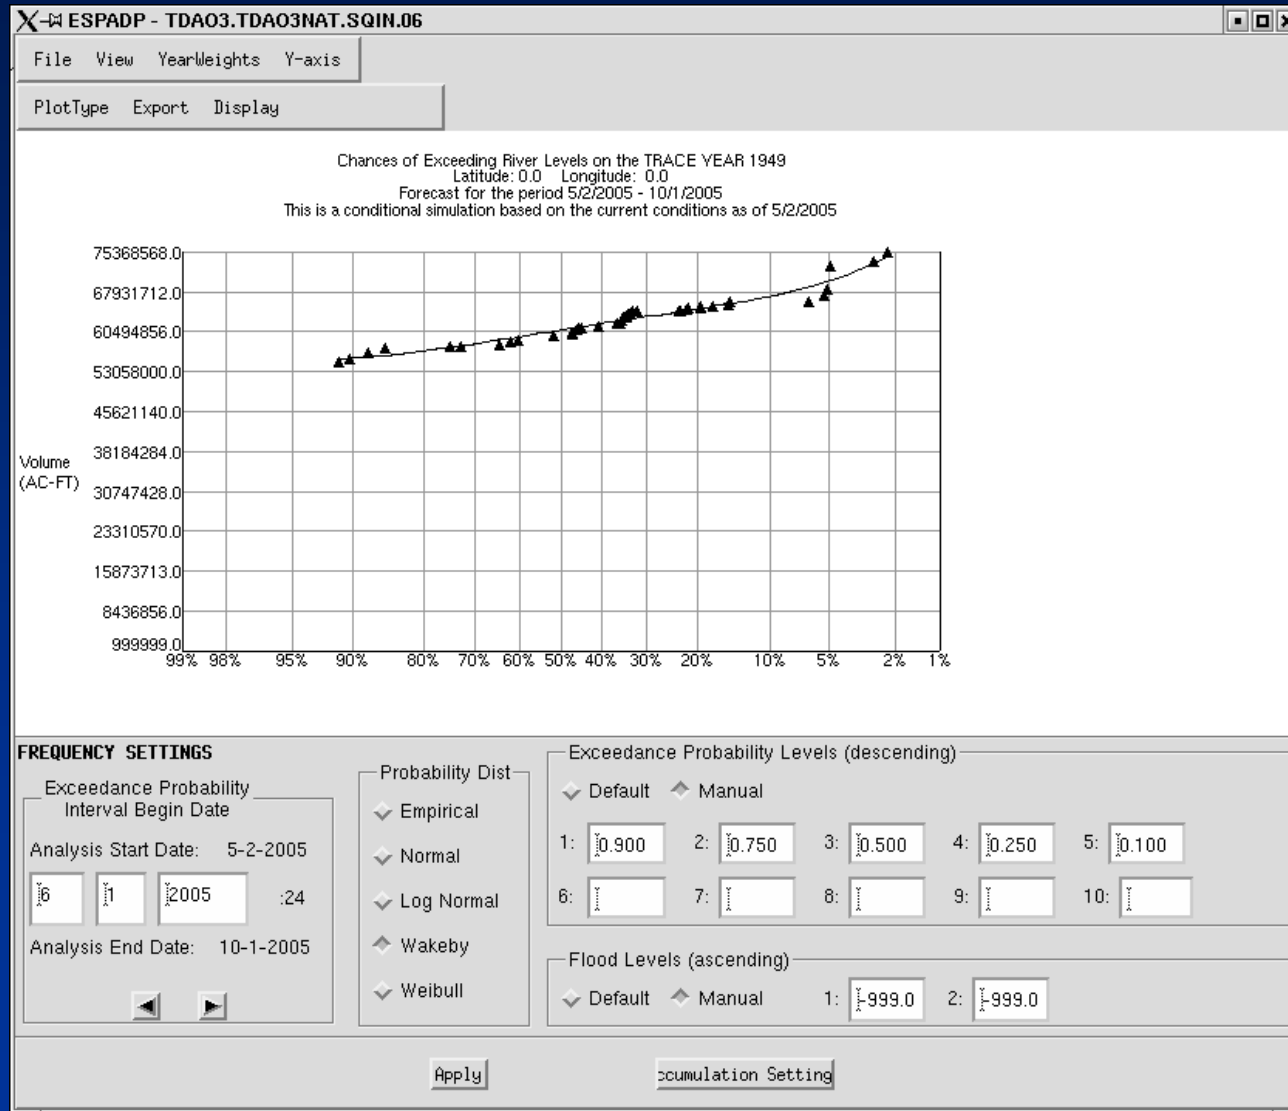 ESPADP - TDAO3.TDAO3NAT.SQIN.06
File View YearWeights Y-axis
PlotType Export Display
Chances of Exceeding River Levels on the TRACE YEAR 1949
Latitude: 0.0 Longitude: 0.0
Forecast for the period 5/2/2005 - 10/1/2005
This is a conditional simulation based on the current conditions as of 5/2/2005
75368568.0
67931712.0
60494856.0
53058000.0
45621140.0
38184284.0
Volume
(AC-FT)
30747428.0
23310570.0
15873713.0
8436856.0
999999.0
99% 98% 95% 90% 80% 70% 60% 50% 40% 30% 20% 10% 5% 2% 1%
FREQUENCY SETTINGS
Exceedance Probability
Interval Begin Date
Analysis Start Date: 5-2-2005
6 1 2005 :24
Analysis End Date: 10-1-2005
Probability Dist
Empirical
Normal
Log Normal
Wakeby
Weibull
Exceedance Probability Levels (descending)
Default Manual
1: 0.900 2: 0.750 3: 0.500 4: 0.250 5: 0.100
6: 7: 8: 9: 10:
Flood Levels (ascending)
Default Manual 1: -999.0 2: -999.0
Apply ccumulation Setting